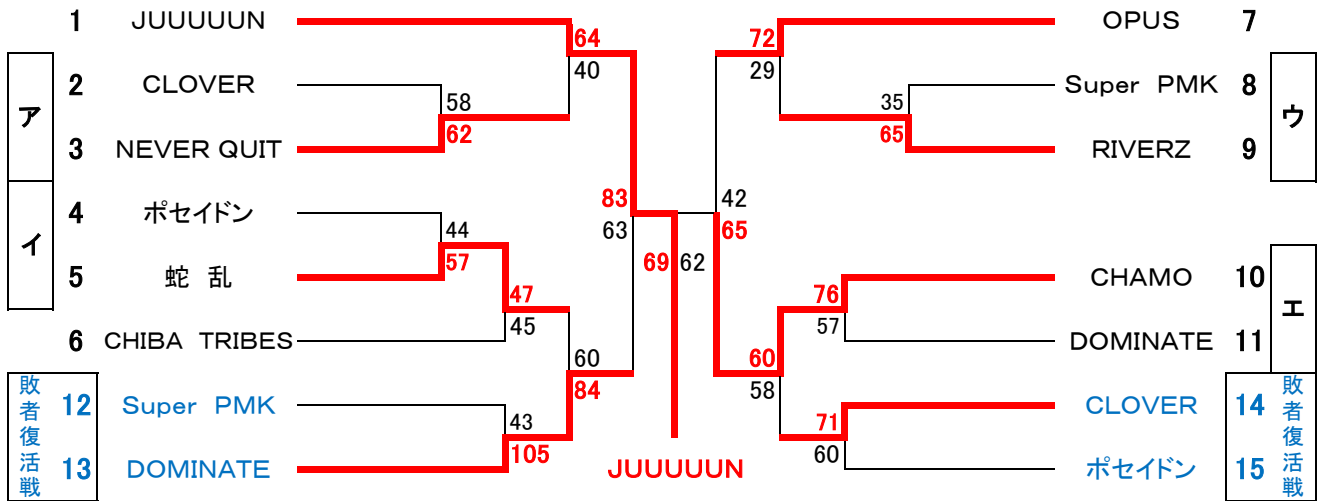 1 JUUUUUN
64
72
OPUS 7
40
29
ア
2 CLOVER
58
35
Super PMK 8
ウ
3 NEVER QUIT
62
65
RIVERZ 9
イ
4 ポセイドン
44
83
42
63
65
5 蛇 乱
57
69 62
CHAMO 10
エ
47
76
6 CHIBA TRIBES
45
57
DOMINATE 11
60
60
84
58
敗者復活戦
12 Super PMK
43
71
CLOVER 14
敗者復活戦
13 DOMINATE
105
JUUUUUN
60
ポセイドン 15